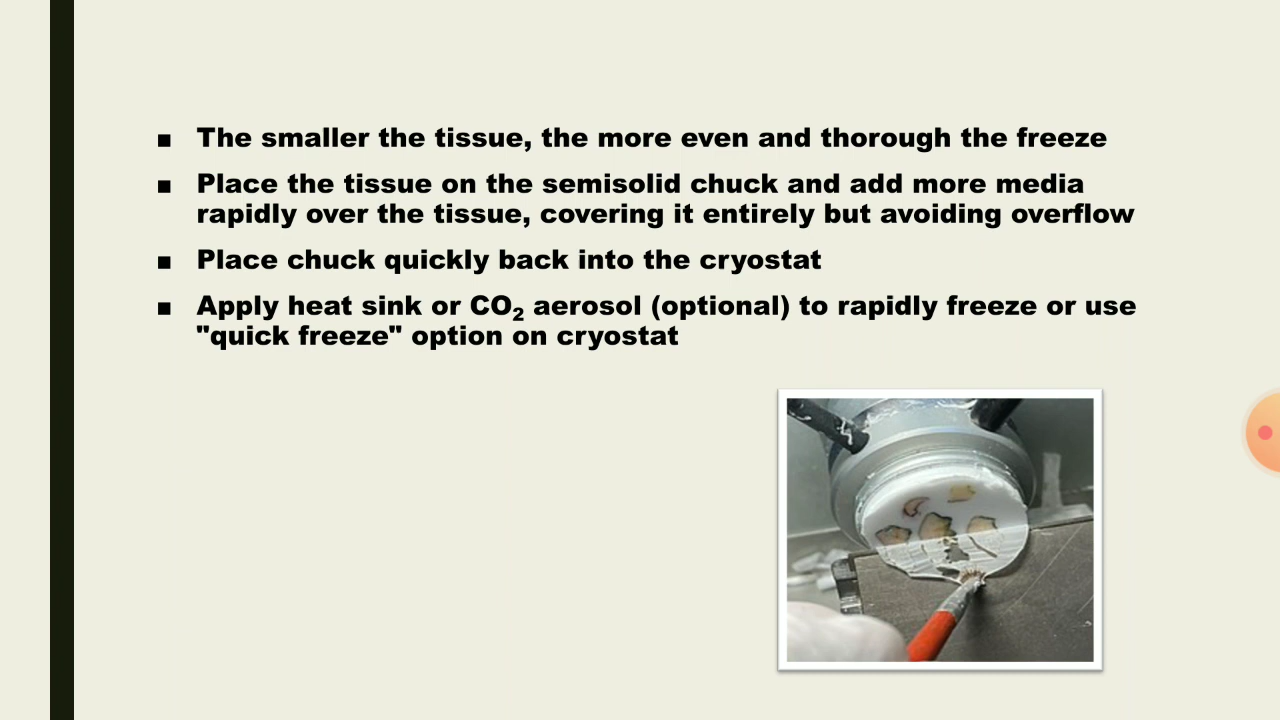 The smaller the tissue, the more even and thorough the freeze
Place the tissue on the semisolid chuck and add more media
rapidly over the tissue, covering it entirely but avoiding overflow
Place chuck quickly back into the cryostat
Apply heat sink or CO₂ aerosol (optional) to rapidly freeze or use
"quick freeze" option on cryostat